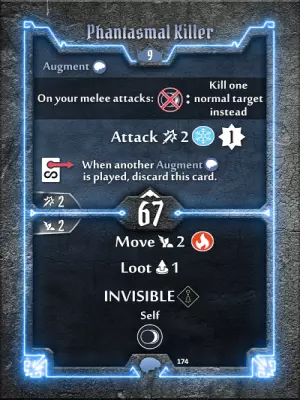 Phantasmal Killer
9
Augment
On your melee attacks: : Kill one
normal target
instead
Attack 2 1
When another Augment
is played, discard this card.
2
67
2
Move 2
Loot 1
INVISIBLE
Self
174